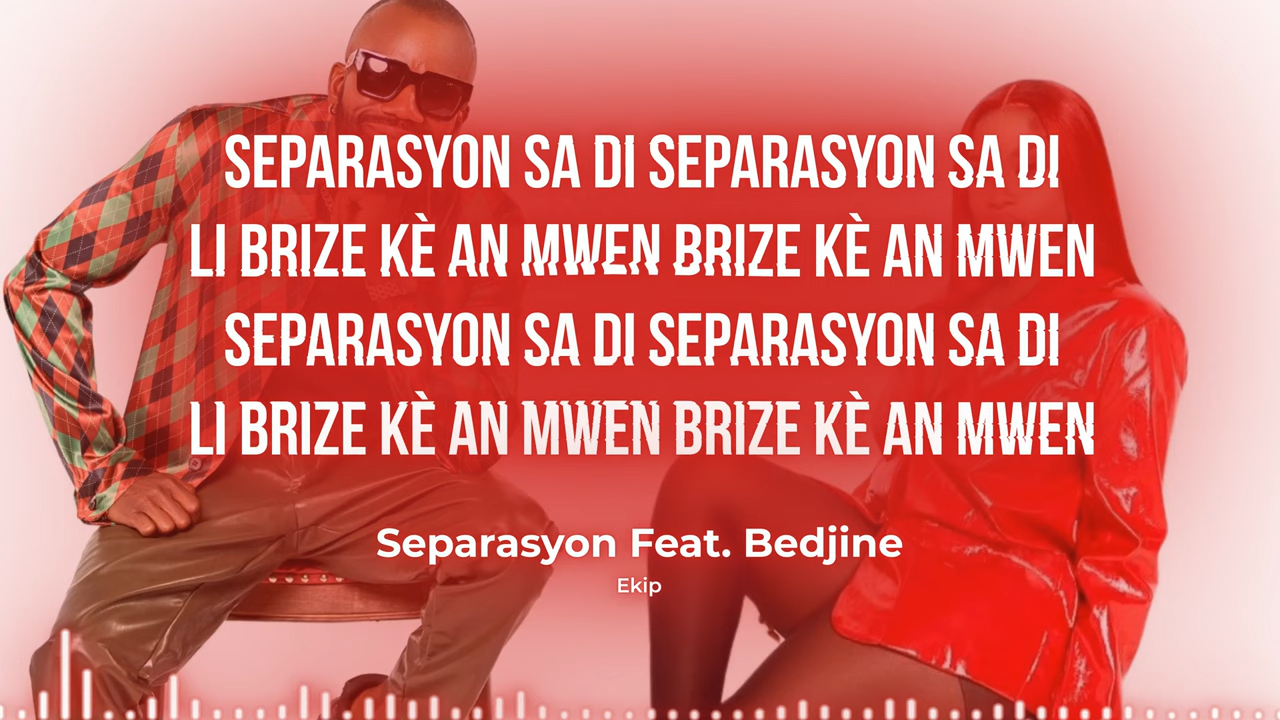 SEPARASYON SA DI SEPARASYON SA DI
LI BRIZE KÈ AN MWEN BRIZE KÈ AN MWEN
SEPARASYON SA DI SEPARASYON SA DI
LI BRIZE KÈ AN MWEN BRIZE KÈ AN MWEN
Separasyon Feat. Bedjine
Ekip